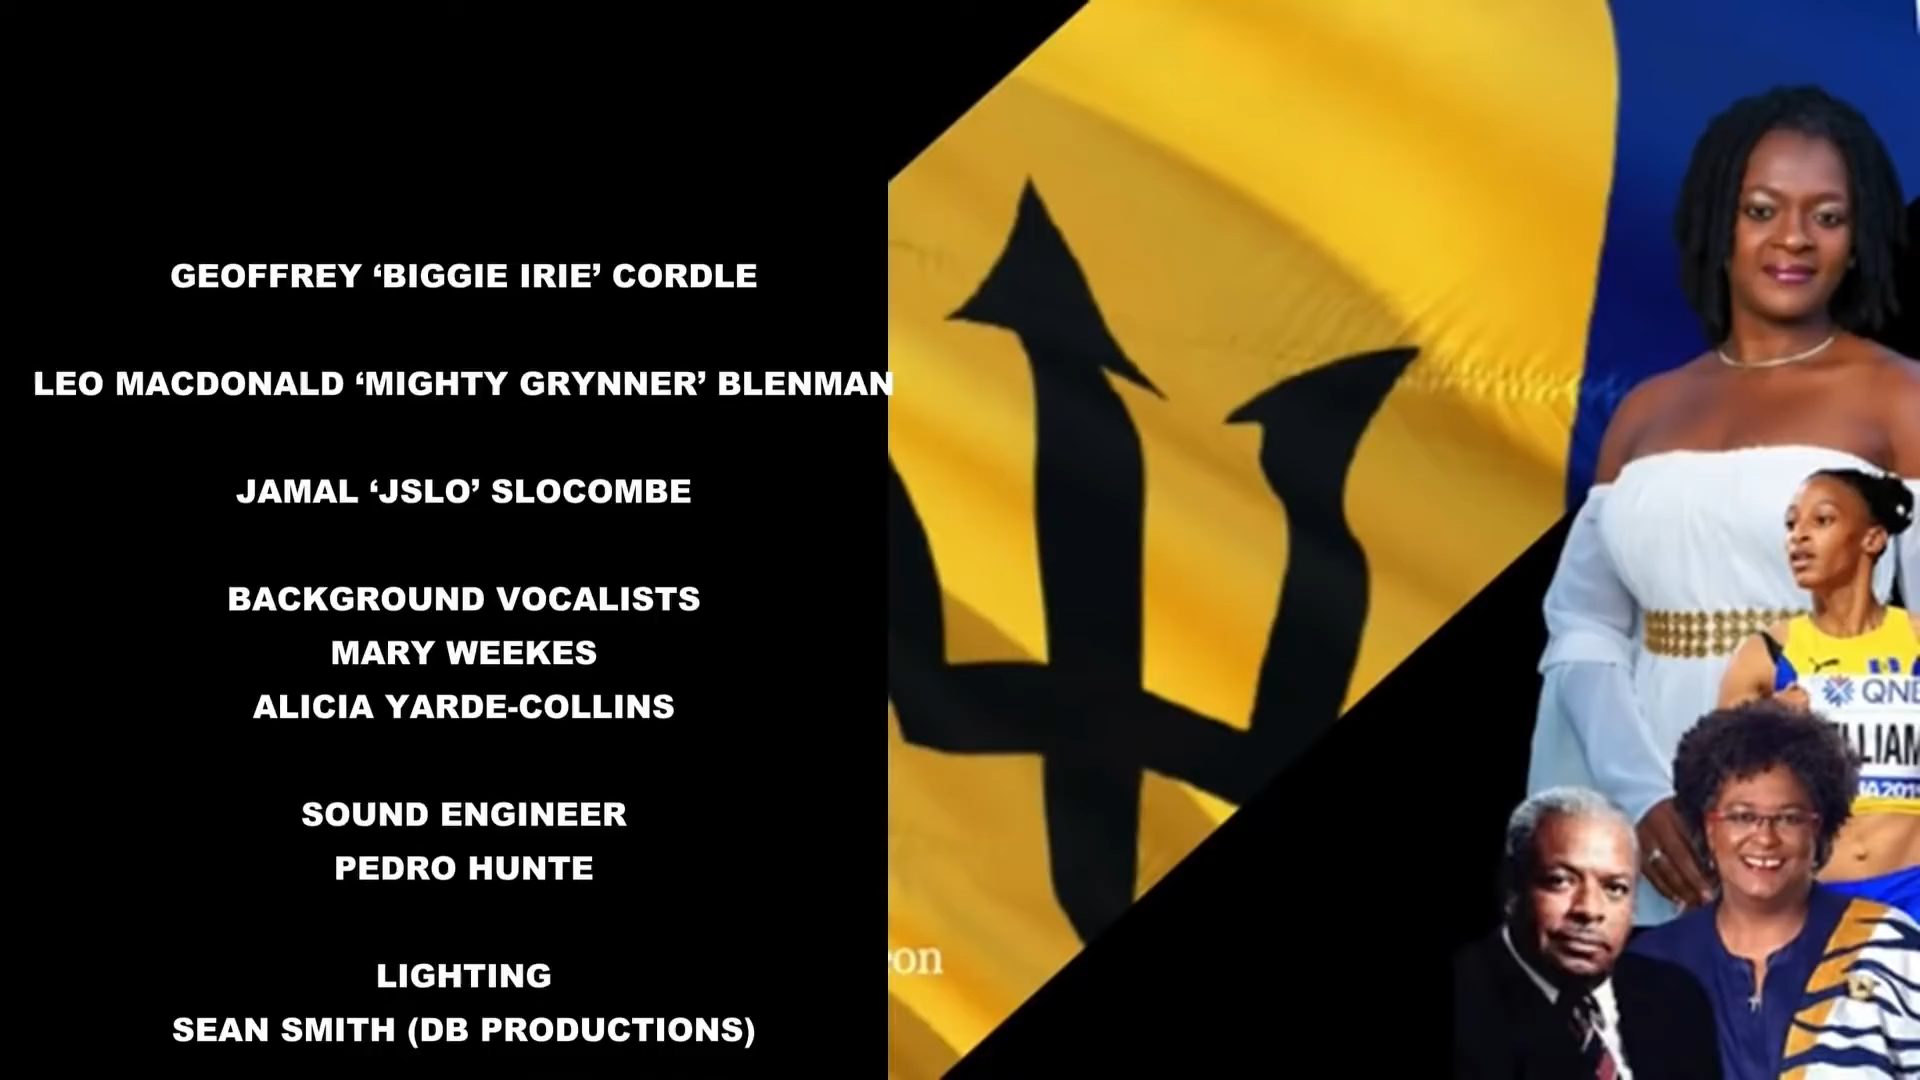 GEOFFREY ‘BIGGIE IRIE’ CORDLE
LEO MACDONALD ‘MIGHTY GRYNNER’ BLENMAN
JAMAL ‘JSLO’ SLOCOMBE
BACKGROUND VOCALISTS
MARY WEEKES
ALICIA YARDE-COLLINS
SOUND ENGINEER
PEDRO HUNTE
LIGHTING
SEAN SMITH (DB PRODUCTIONS)